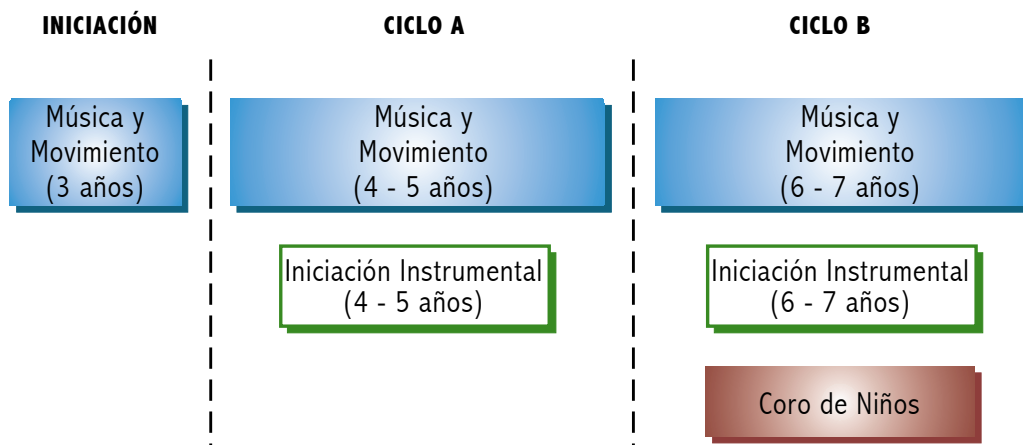 INICIACIÓN
CICLO A
CICLO B
Música y
Movimiento
(3 años)
Música y
Movimiento
(4 - 5 años)
Música y
Movimiento
(6 - 7 años)
Iniciación Instrumental
(4 - 5 años)
Iniciación Instrumental
(6 - 7 años)
Coro de Niños